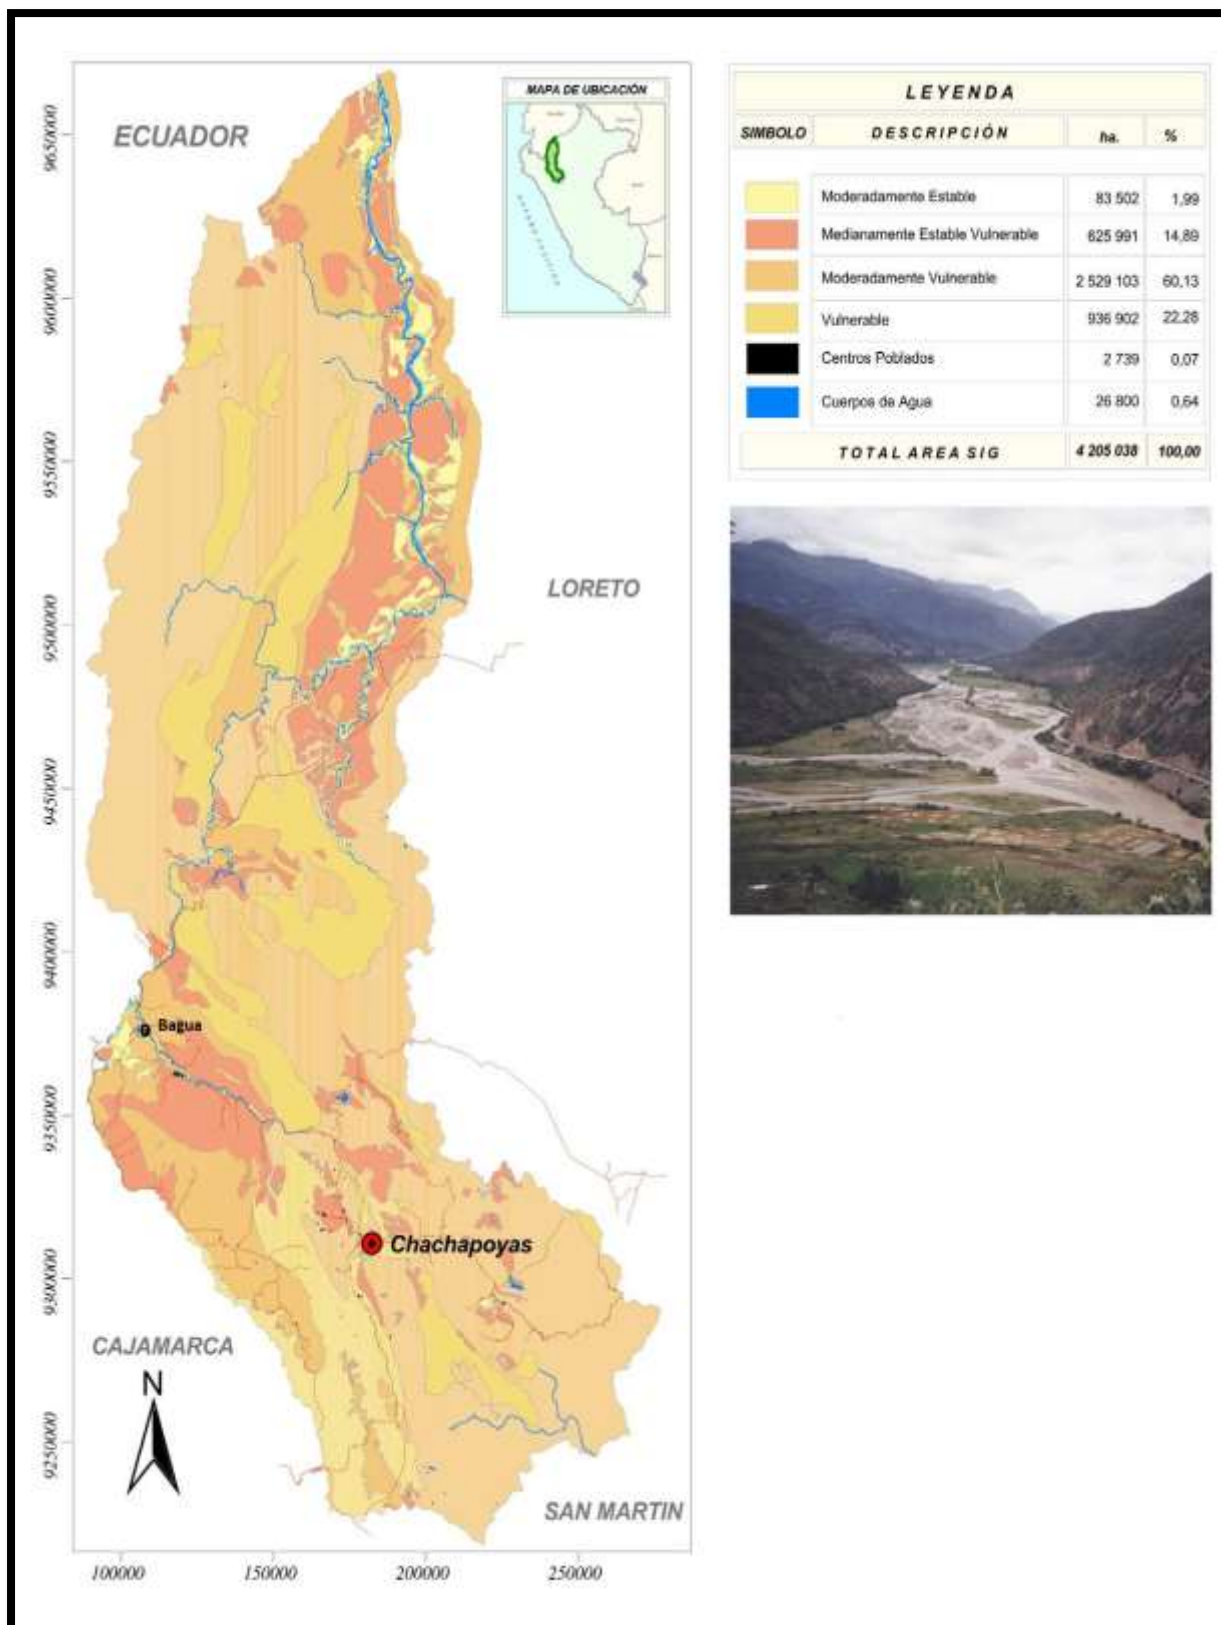 ECUADOR
MAPA DE UBICACIÓN
LORETO
Bagua
Chachapoyas
CAJAMARCA
N
SAN MARTIN
9650000
9600000
9550000
9500000
9450000
9400000
9350000
9300000
9250000
100000
150000
200000
250000
LEYENDA
SIMBOLO DESCRIPCIÓN ha. %
Moderadamente Estable 83 502 1,99
Medianamente Estable Vulnerable 625 991 14,89
Moderadamente Vulnerable 2 529 103 60,13
Vulnerable 936 902 22,28
Centros Poblados 2 739 0,07
Cuerpos de Agua 26 800 0,64
TOTAL AREA SIG 4 205 038 100,00